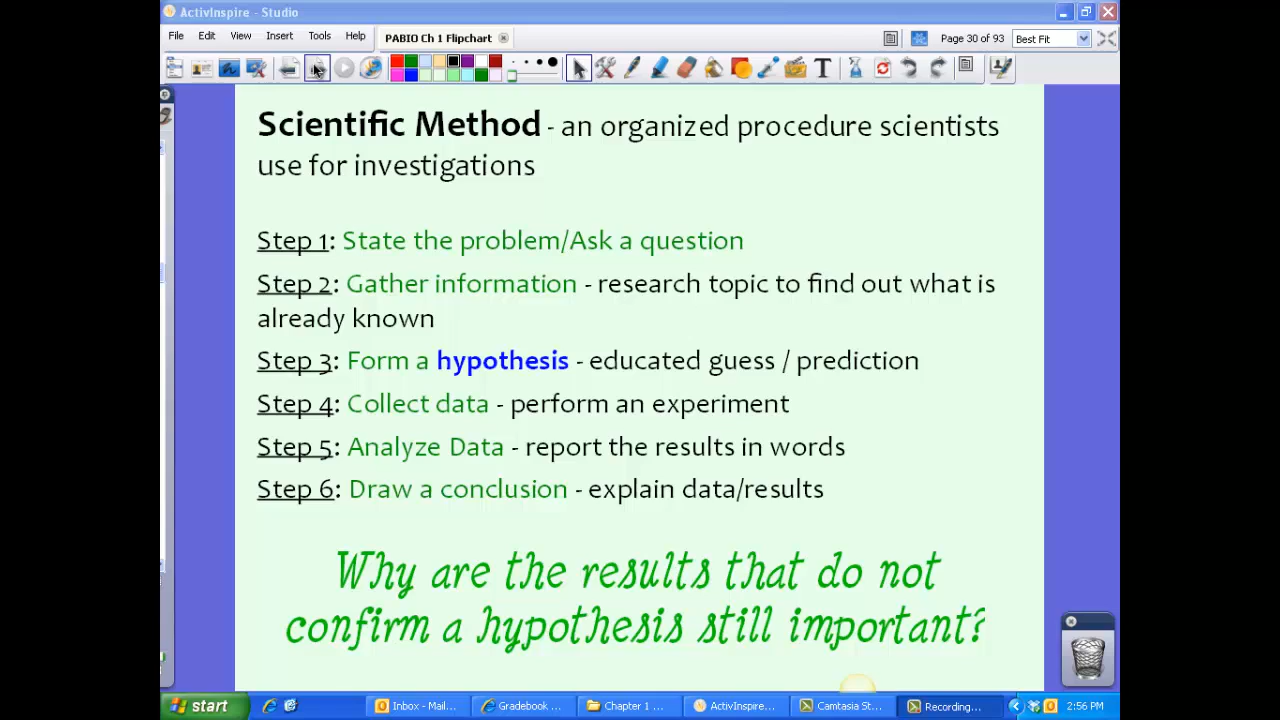 ActivInspire - Studio
File Edit View Insert Tools Help PABIO Ch 1 Flipchart Page 30 of 93 Best Fit
Scientific Method - an organized procedure scientists
use for investigations
Step 1: State the problem/Ask a question
Step 2: Gather information - research topic to find out what is
already known
Step 3: Form a hypothesis - educated guess / prediction
Step 4: Collect data - perform an experiment
Step 5: Analyze Data - report the results in words
Step 6: Draw a conclusion - explain data/results
Why are the results that do not
confirm a hypothesis still important?
start Inbox - Mail... Gradebook ... Chapter 1 ... ActivInspire... Camtasia St... Recording... 2:56 PM